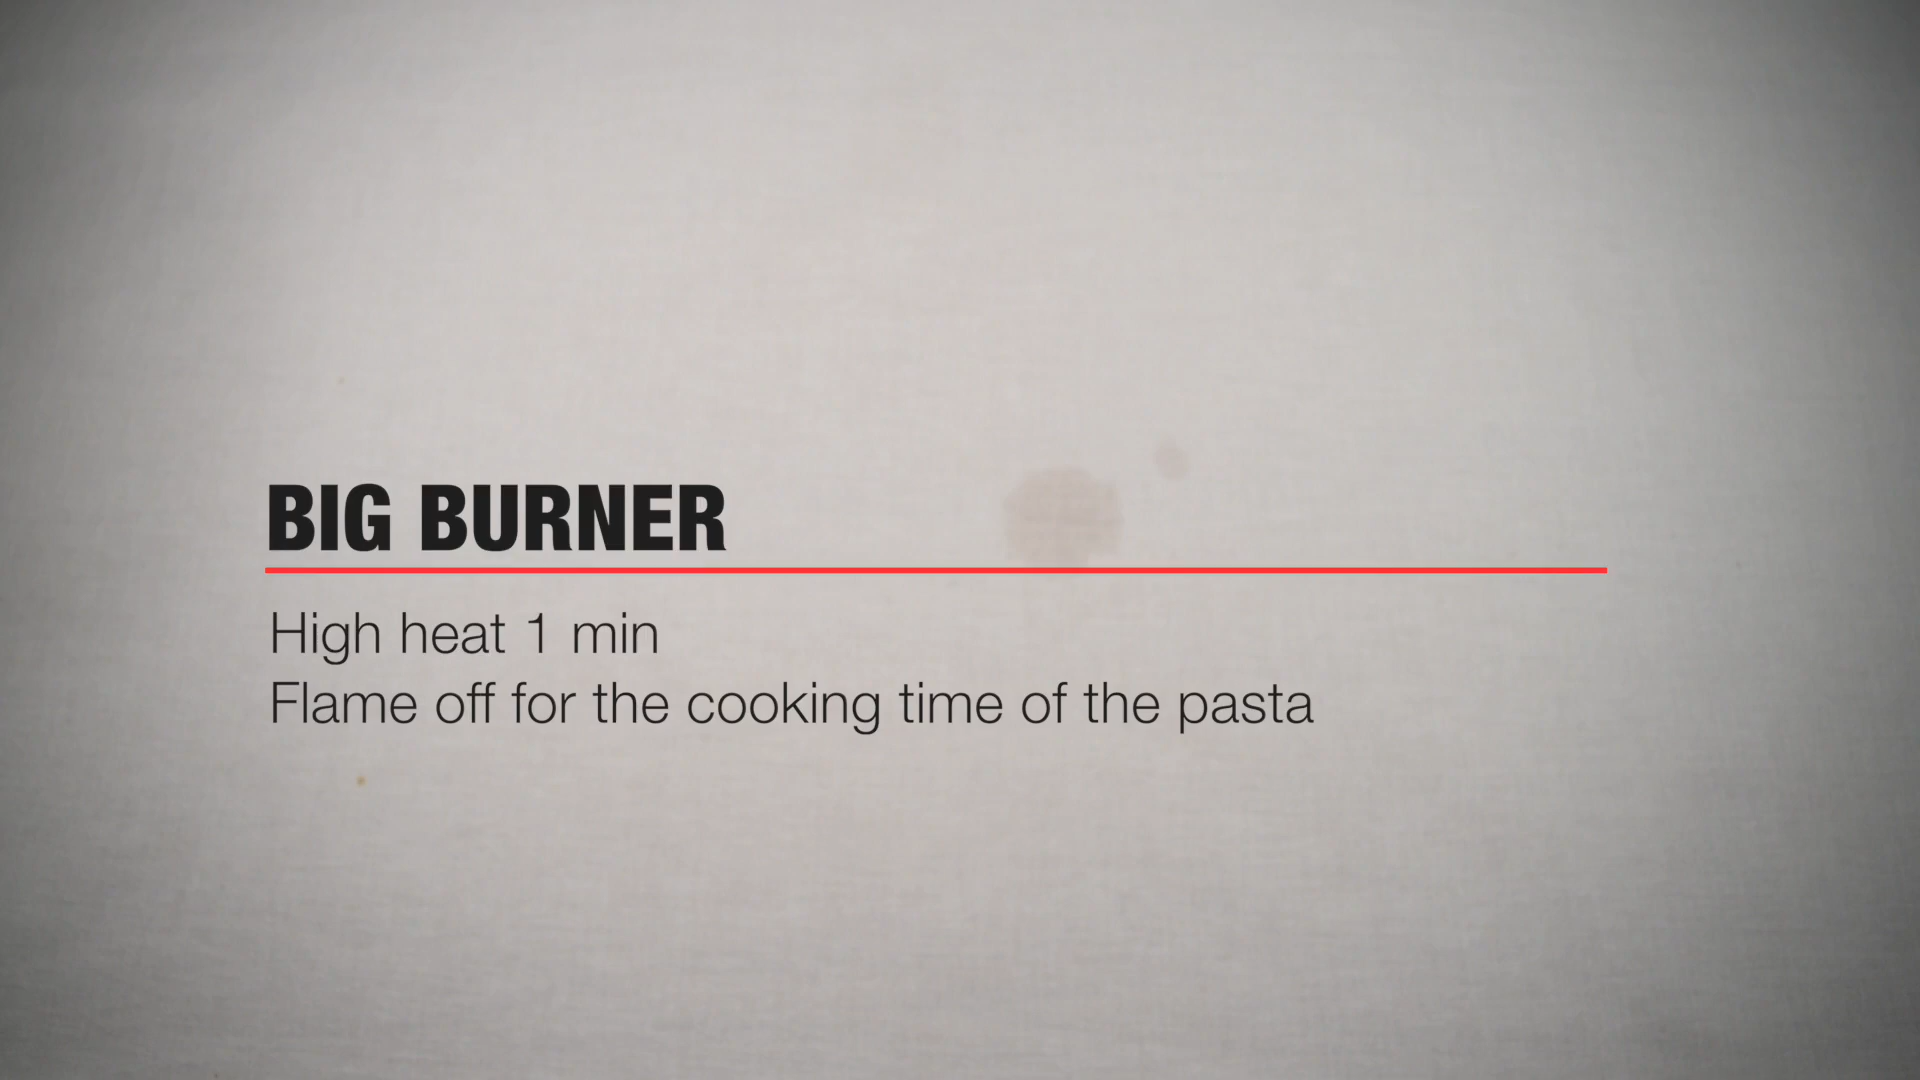 BIG BURNER
High heat 1 min
Flame off for the cooking time of the pasta